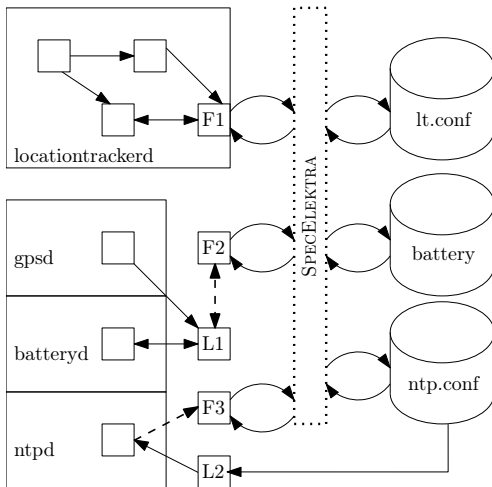 F1
lt.conf
locationtrackerd
SPECELEKTRA
gpsd
F2
battery
batteryd
L1
ntp.conf
F3
ntpd
L2